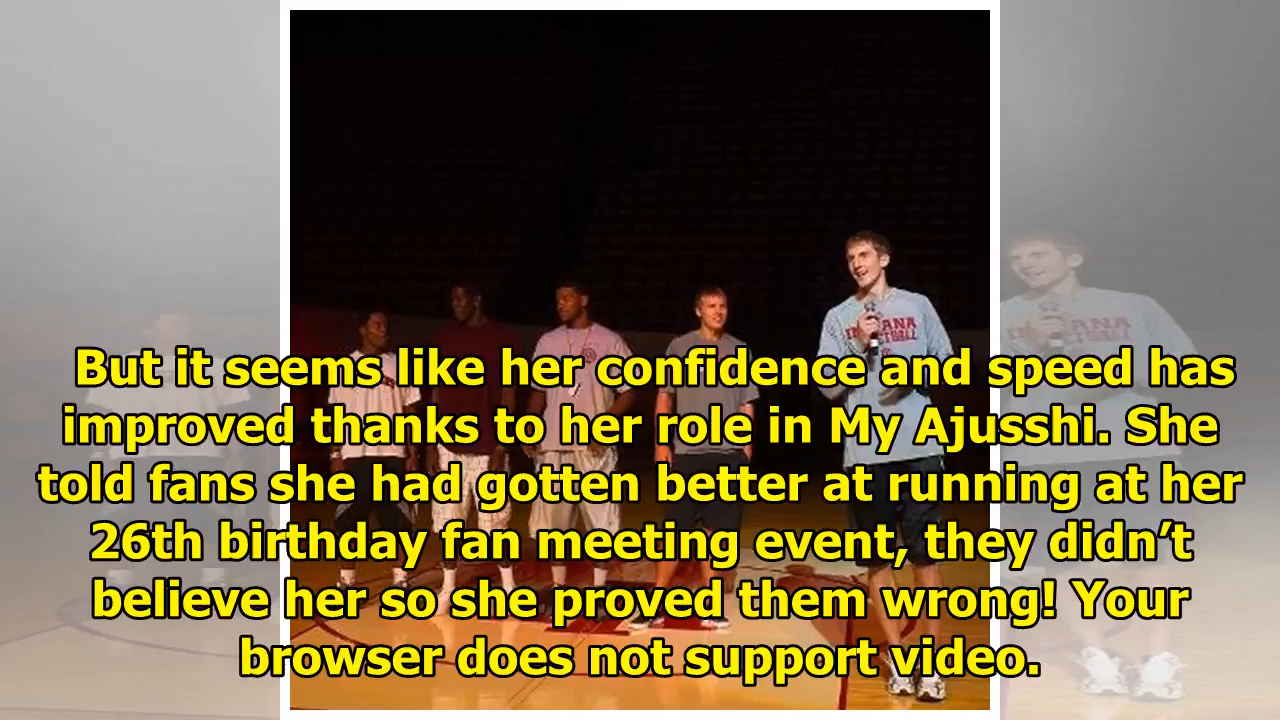 INDIANA
BASKETBALL
But it seems like her confidence and speed has
improved thanks to her role in My Ajusshi. She
told fans she had gotten better at running at her
26th birthday fan meeting event, they didn’t
believe her so she proved them wrong! Your
browser does not support video.